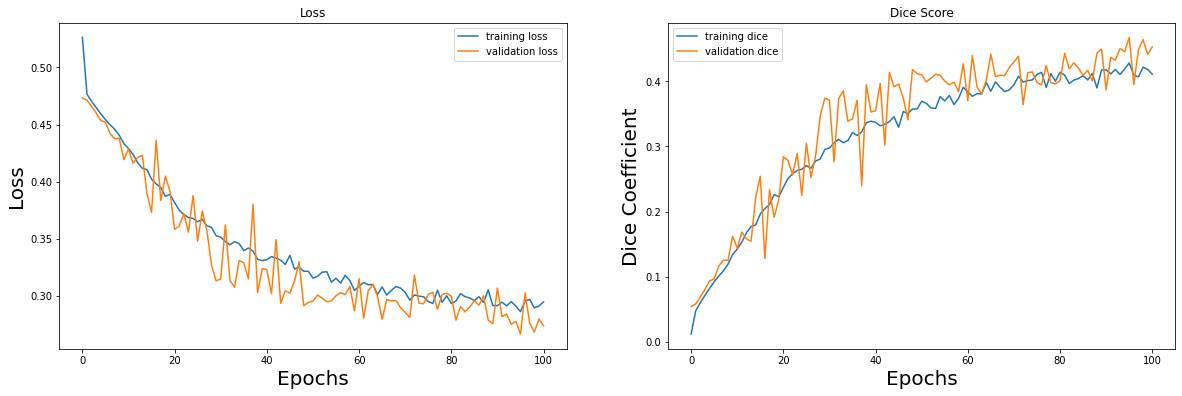 Loss
training loss
validation loss
0.50
0.45
0.40
0.35
0.30
Loss
0 20 40 60 80 100
Epochs
Dice Score
training dice
validation dice
0.4
0.3
0.2
0.1
0.0
Dice Coefficient
0 20 40 60 80 100
Epochs